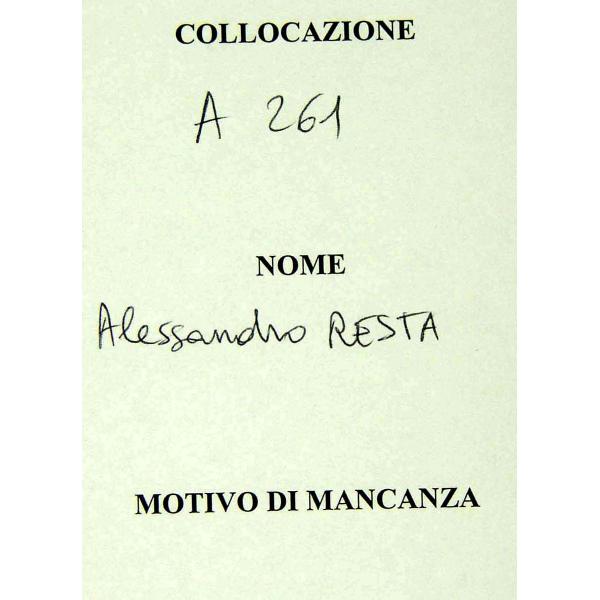 COLLOCAZIONE
A 261
NOME
Alessandro RESTA
MOTIVO DI MANCANZA